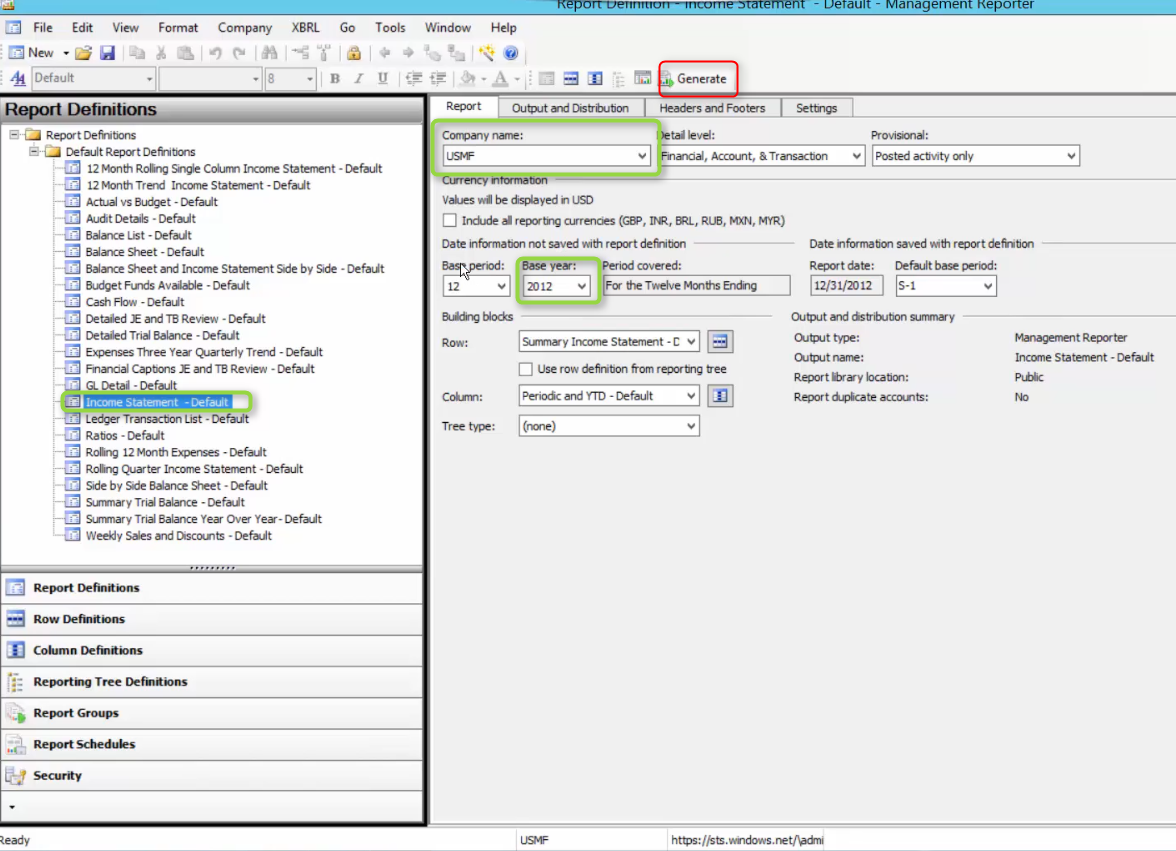 Report Definition - "Income Statement" - Default - Management Reporter
File Edit View Format Company XBRL Go Tools Window Help
New
Default 8 B I U A Generate
Report Definitions
Report Definitions
Default Report Definitions
12 Month Rolling Single Column Income Statement - Default
12 Month Trend Income Statement - Default
Actual vs Budget - Default
Audit Details - Default
Balance List - Default
Balance Sheet - Default
Balance Sheet and Income Statement Side by Side - Default
Budget Funds Available - Default
Cash Flow - Default
Detailed JE and TB Review - Default
Detailed Trial Balance - Default
Expenses Three Year Quarterly Trend - Default
Financial Captions JE and TB Review - Default
GL Detail - Default
Income Statement - Default
Ledger Transaction List - Default
Ratios - Default
Rolling 12 Month Expenses - Default
Rolling Quarter Income Statement - Default
Side by Side Balance Sheet - Default
Summary Trial Balance - Default
Summary Trial Balance Year Over Year- Default
Weekly Sales and Discounts - Default
Report Definitions
Row Definitions
Column Definitions
Reporting Tree Definitions
Report Groups
Report Schedules
Security
Report Output and Distribution Headers and Footers Settings
Company name: Detail level: Provisional:
USMF Financial, Account, & Transaction Posted activity only
Currency information
Values will be displayed in USD
Include all reporting currencies (GBP, INR, BRL, RUB, MXN, MYR)
Date information not saved with report definition Date information saved with report definition
Base period: Base year: Period covered: Report date: Default base period:
12 2012 For the Twelve Months Ending 12/31/2012 S-1
Building blocks Output and distribution summary
Row: Summary Income Statement - D
Use row definition from reporting tree
Column: Periodic and YTD - Default
Tree type: (none)
Output type: Management Reporter
Output name: Income Statement - Default
Report library location: Public
Report duplicate accounts: No
Ready USMF https://sts.windows.net/\admi